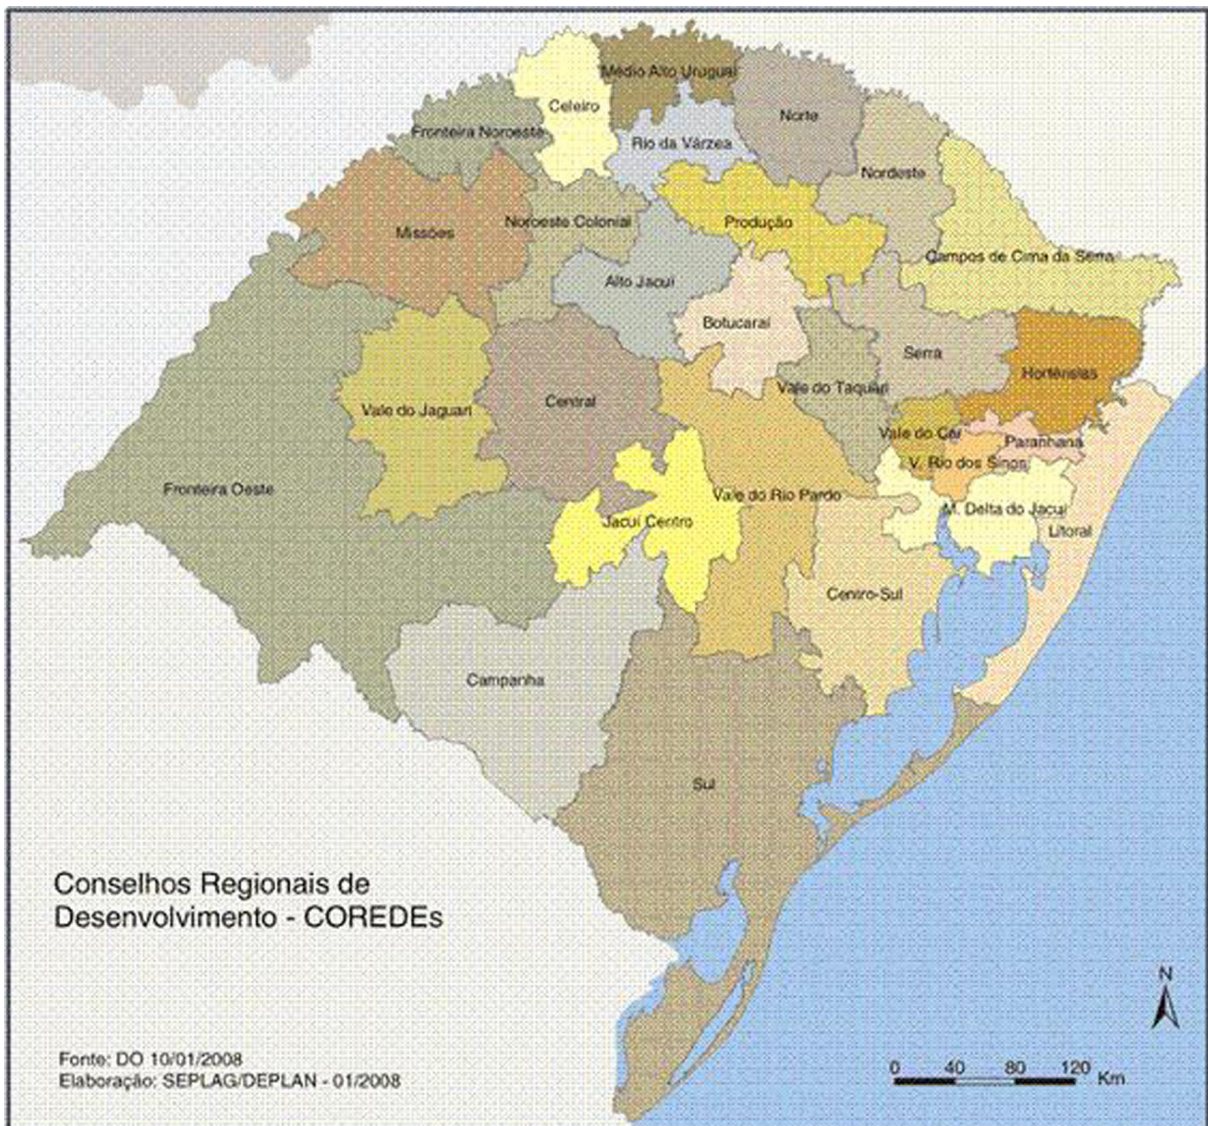 Médio Alto Uruguai
Celeiro
Norte
Fronteira Noroeste
Rio da Várzea
Nordeste
Noroeste Colonial
Produção
Missões
Campos de Cima da Serra
Alto Jacuí
Botucaraí
Serra
Hortênsias
Vale do Taquari
Central
Vale do Jaguari
Vale do Caí
Paranhana
V. Rio dos Sinos
Fronteira Oeste
Vale do Rio Pardo
M. Delta do Jacuí
Jacuí Centro
Litoral
Centro-Sul
Campanha
Sul
Conselhos Regionais de
Desenvolvimento - COREDEs
N
Fonte: DO 10/01/2008
Elaboração: SEPLAG/DEPLAN - 01/2008
0 40 80 120
Km